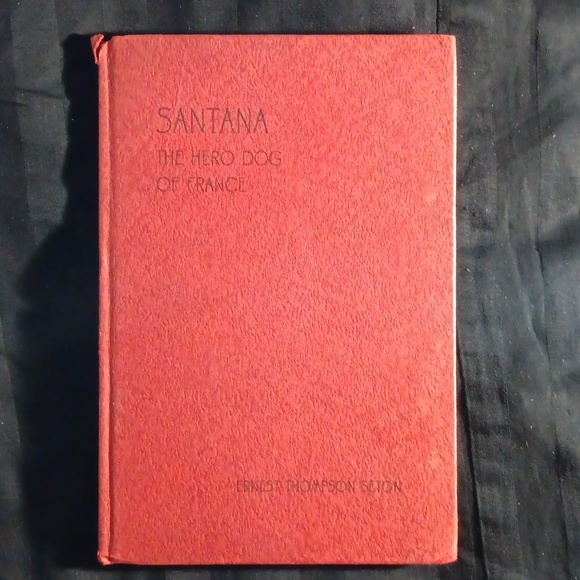 SANTANA
THE HERO DOG
OF FRANCE
ERNEST THOMPSON SETON